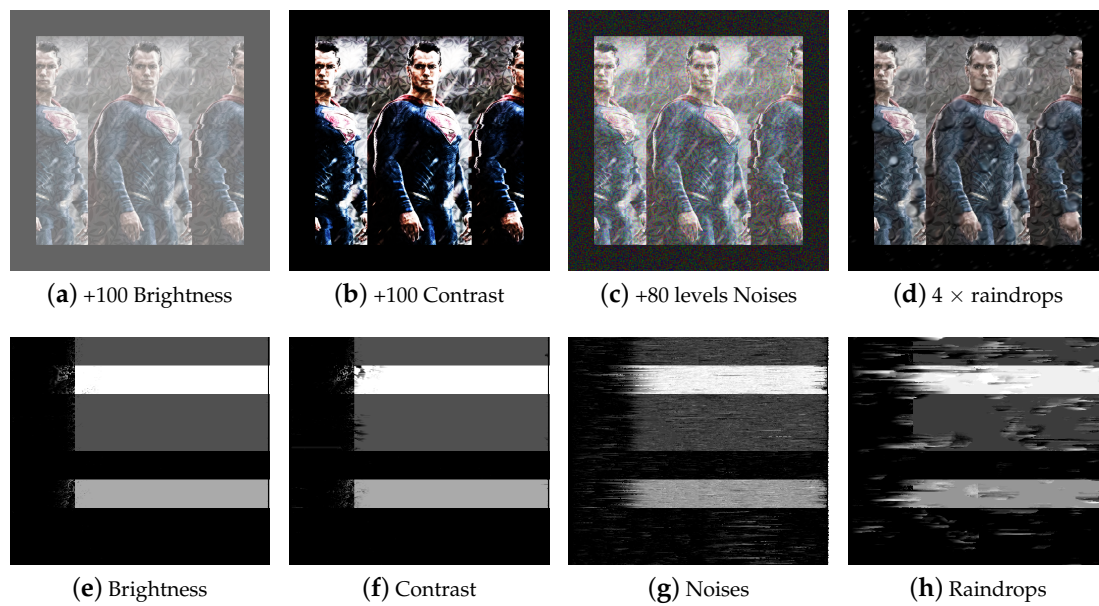 (a) +100 Brightness
(b) +100 Contrast
(c) +80 levels Noises
(d) 4 × raindrops
(e) Brightness
(f) Contrast
(g) Noises
(h) Raindrops